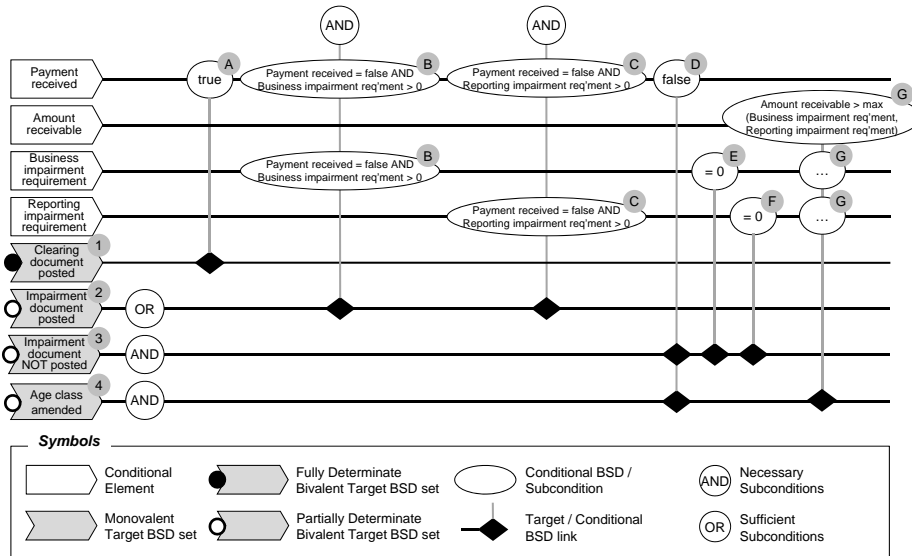 AND
AND
Payment
received
true
A
Payment received = false AND
Business impairment req'ment > 0
B
Payment received = false AND
Reporting impairment req'ment > 0
C
false
D
Amount
receivable
Amount receivable > max
(Business impairment req'ment,
Reporting impairment req'ment)
G
Business
impairment
requirement
Payment received = false AND
Business impairment req'ment > 0
B
= 0
E
...
G
Reporting
impairment
requirement
Payment received = false AND
Reporting impairment req'ment > 0
C
= 0
F
...
G
Clearing
document
posted
1
Impairment
document
posted
2
OR
Impairment
document
NOT posted
3
AND
Age class
amended
4
AND
Symbols
Conditional
Element
Fully Determinate
Bivalent Target BSD set
Conditional BSD /
Subcondition
AND
Necessary
Subconditions
Monovalent
Target BSD set
Partially Determinate
Bivalent Target BSD set
Target / Conditional
BSD link
OR
Sufficient
Subconditions